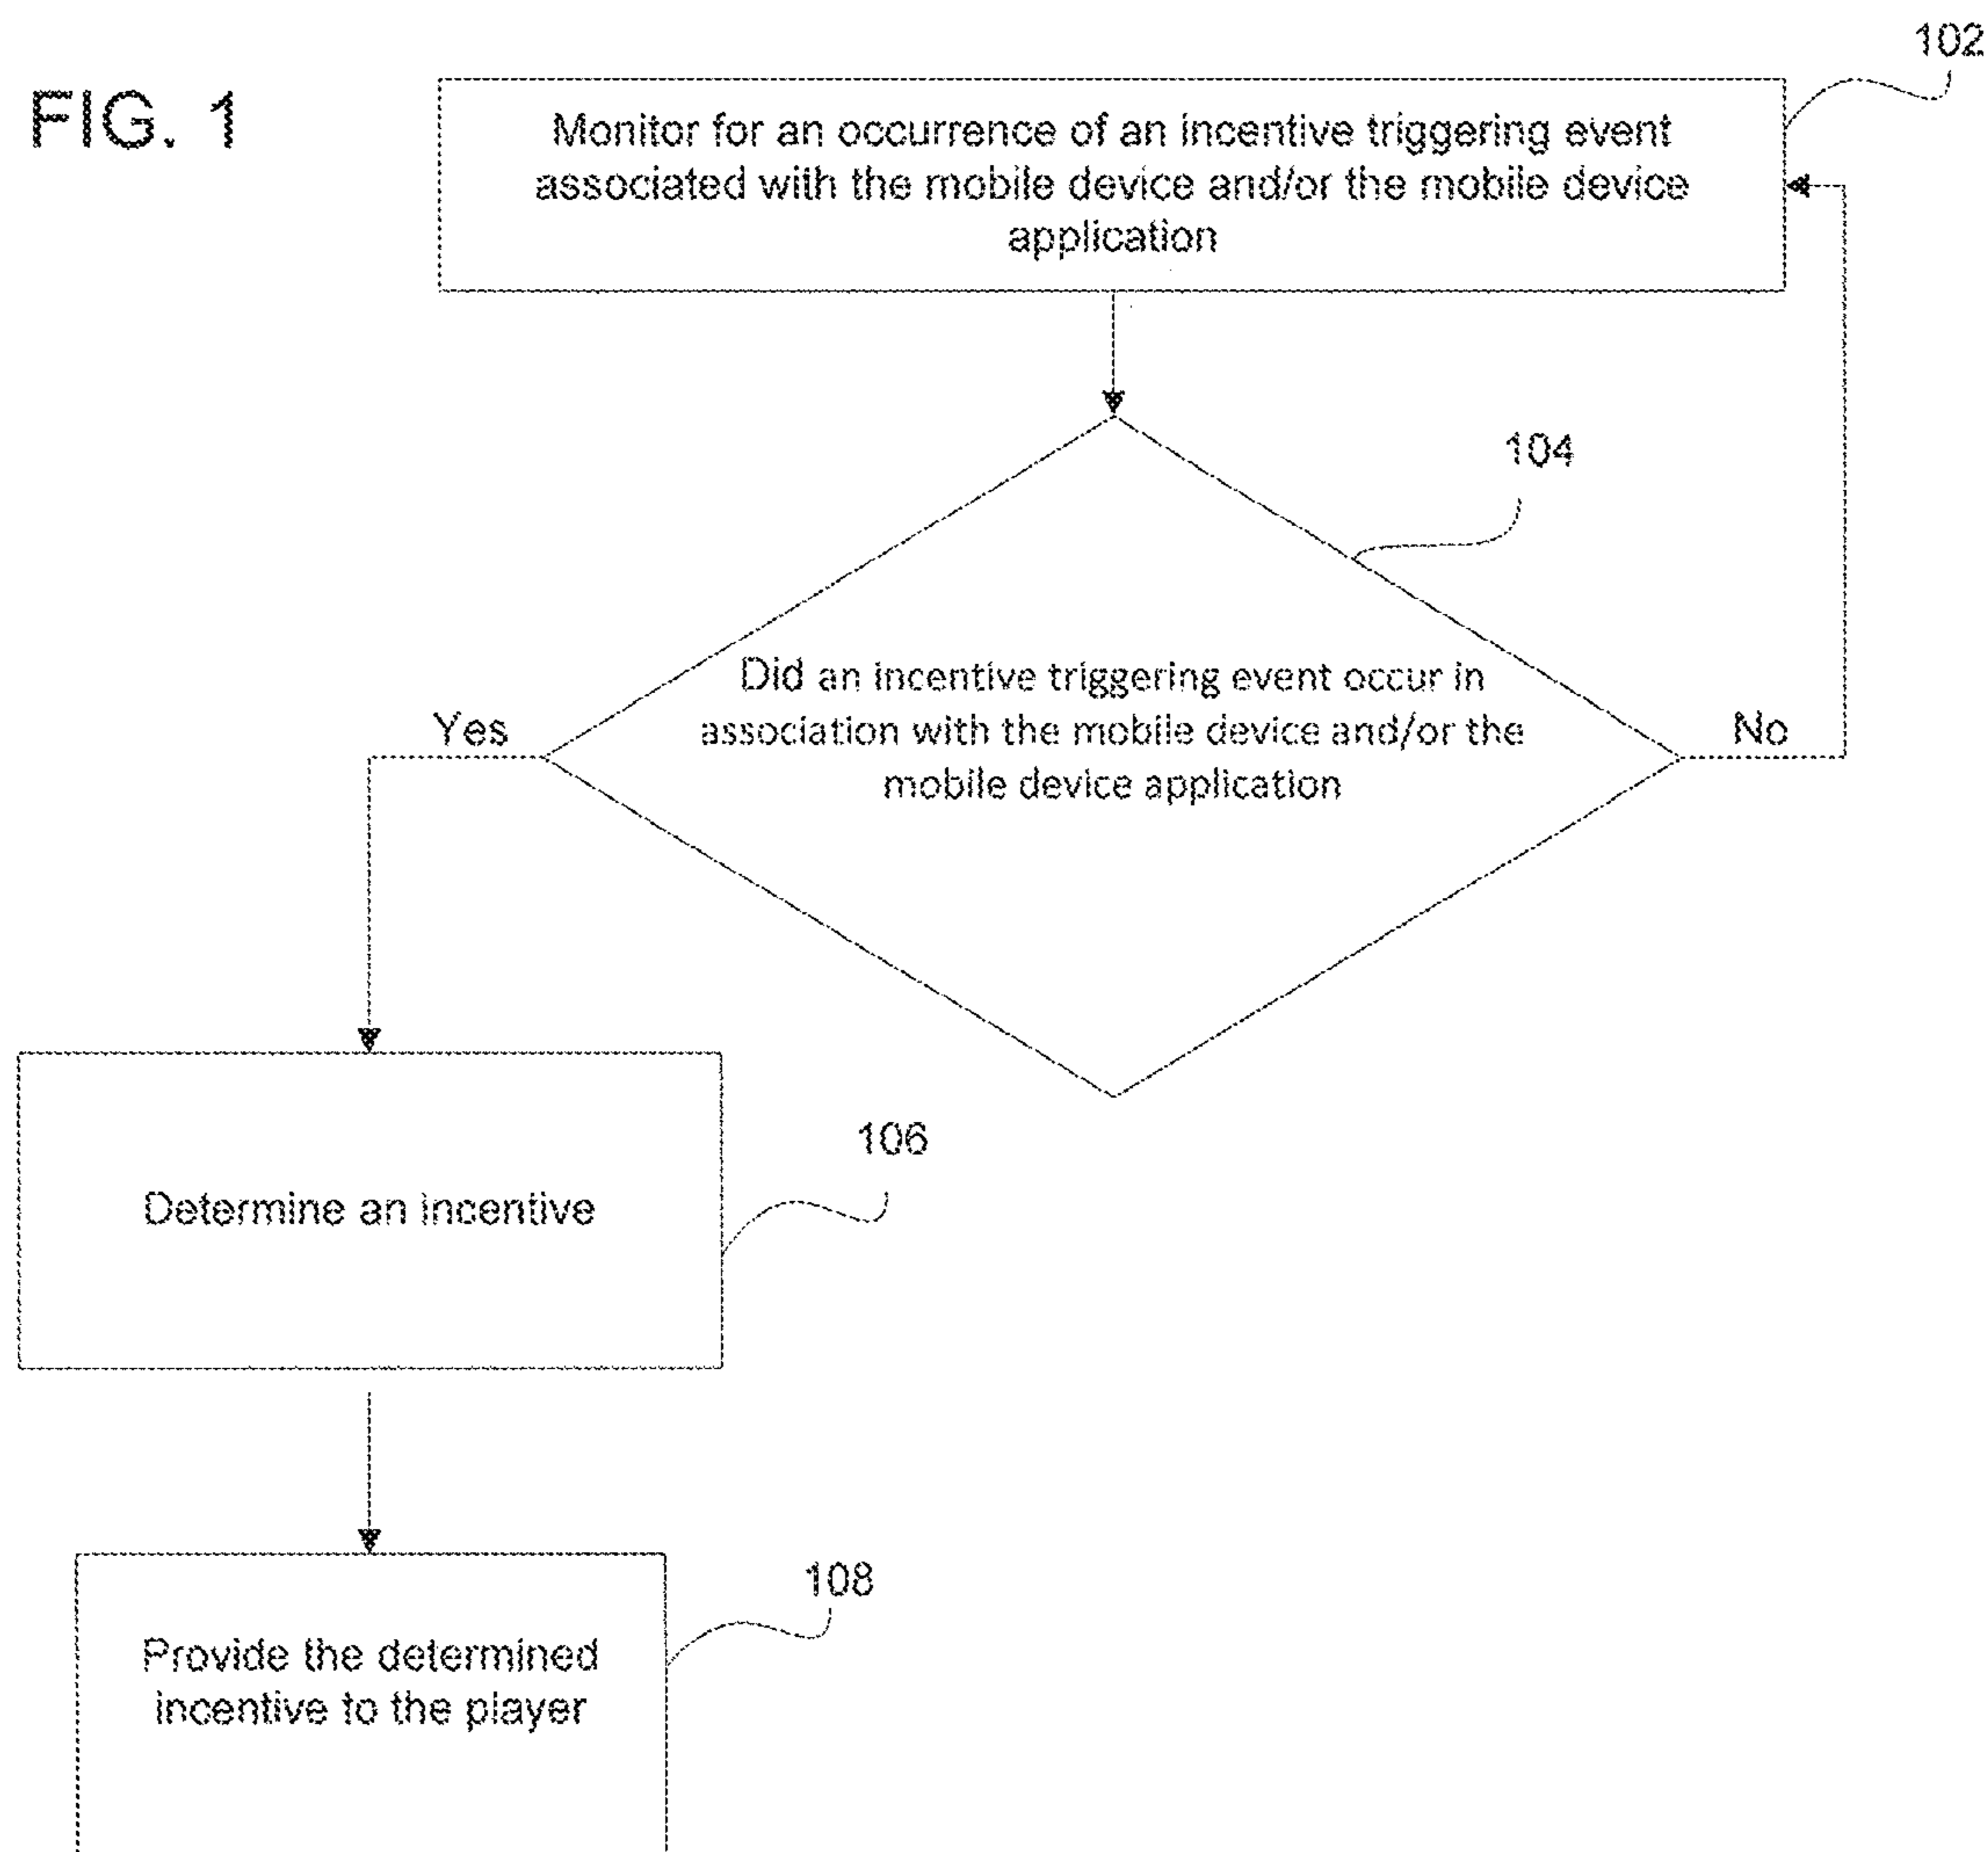 FIG. 1
102
Monitor for an occurrence of an incentive triggering event
associated with the mobile device and/or the mobile device
application
104
Did an incentive triggering event occur in
association with the mobile device and/or the
mobile device application
Yes
No
106
Determine an incentive
108
Provide the determined
incentive to the player